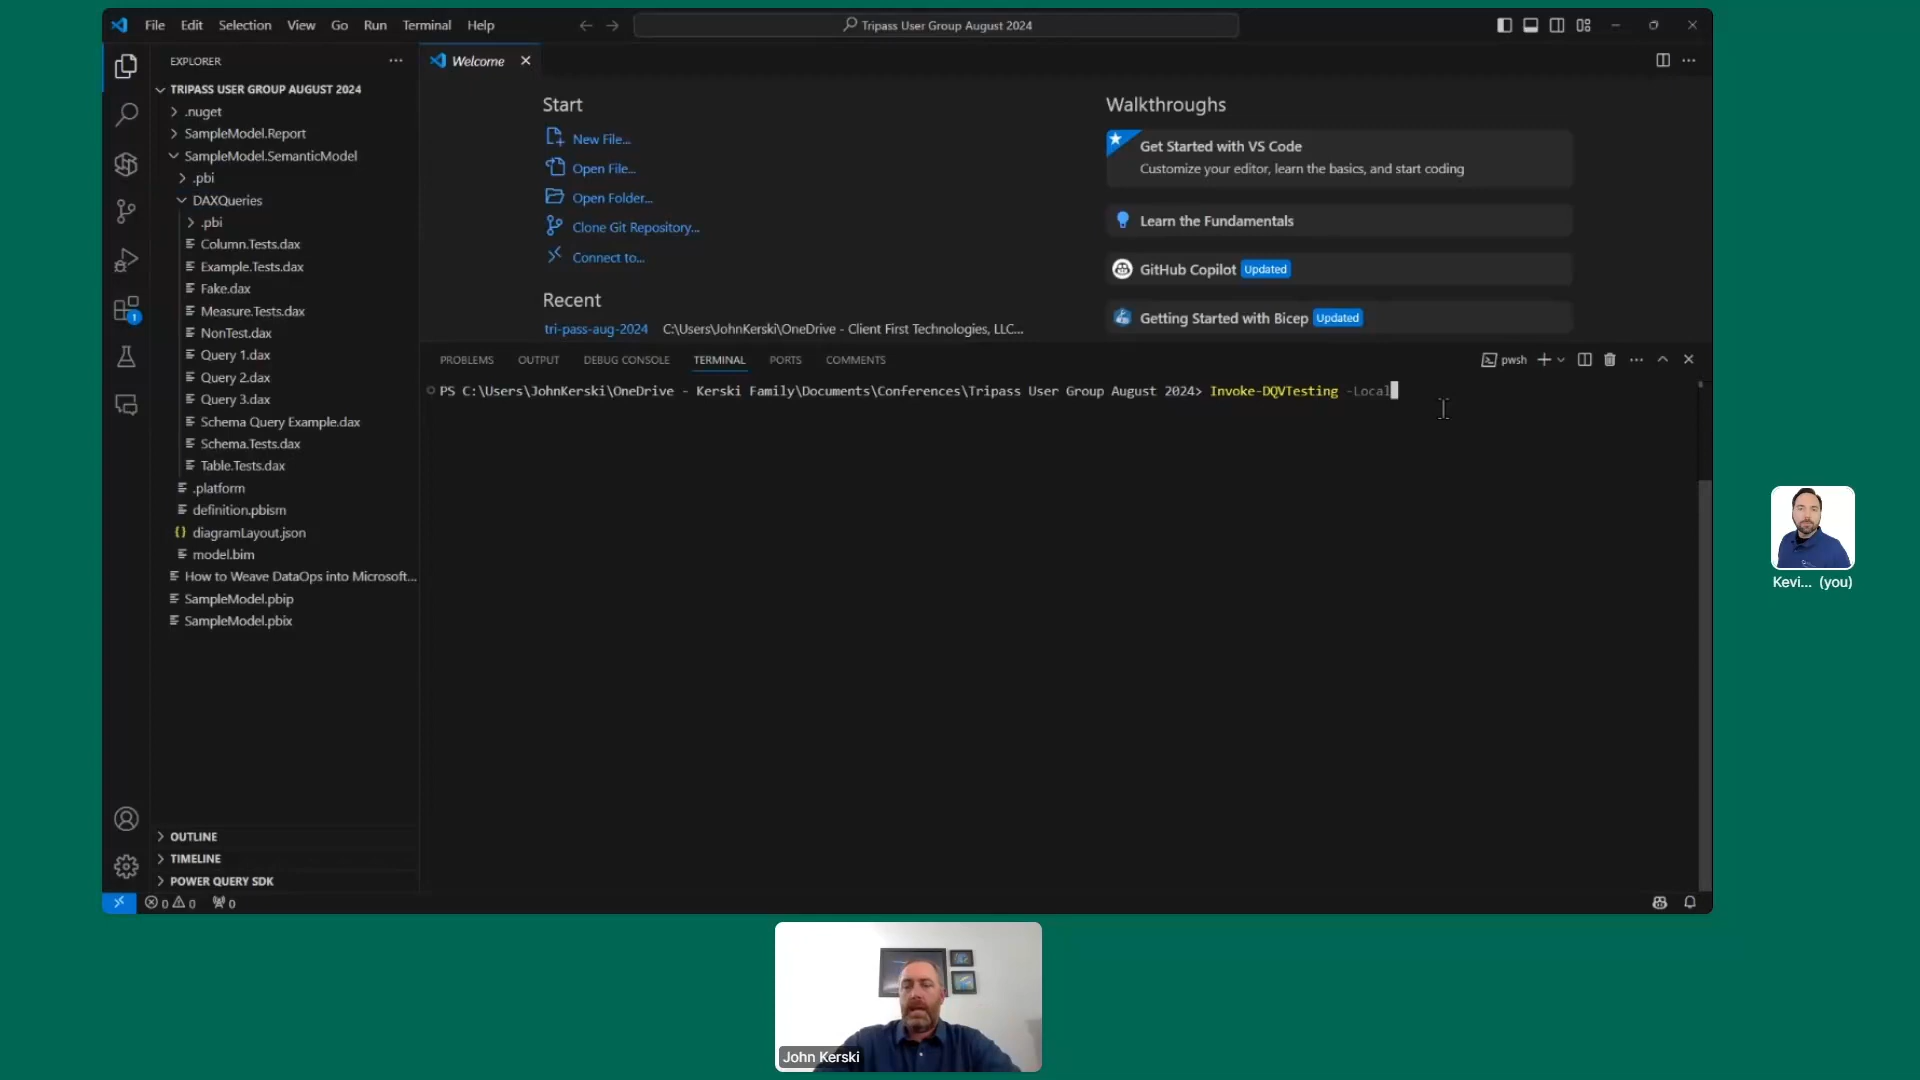 File Edit Selection View Go Run Terminal Help
Tripass User Group August 2024
EXPLORER
Welcome
TRIPASS USER GROUP AUGUST 2024
.nuget
SampleModel.Report
SampleModel.SemanticModel
.pbi
DAXQueries
.pbi
Column.Tests.dax
Example.Tests.dax
Fake.dax
Measure.Tests.dax
NonTest.dax
Query 1.dax
Query 2.dax
Query 3.dax
Schema Query Example.dax
Schema.Tests.dax
Table.Tests.dax
.platform
definition.pbism
diagramLayout.json
model.bim
How to Weave DataOps into Microsoft...
SampleModel.pbip
SampleModel.pbix
OUTLINE
TIMELINE
POWER QUERY SDK
Start
New File...
Open File...
Open Folder...
Clone Git Repository...
Connect to...
Recent
tri-pass-aug-2024 C:\Users\JohnKerski\OneDrive - Client First Technologies, LLC...
Walkthroughs
Get Started with VS Code
Customize your editor, learn the basics, and start coding
Learn the Fundamentals
GitHub Copilot Updated
Getting Started with Bicep Updated
PROBLEMS OUTPUT DEBUG CONSOLE TERMINAL PORTS COMMENTS
pwsh
PS C:\Users\JohnKerski\OneDrive - Kerski Family\Documents\Conferences\Tripass User Group August 2024> Invoke-DQVTesting -Local
1
0 0 0
Kevi... (you)
John Kerski